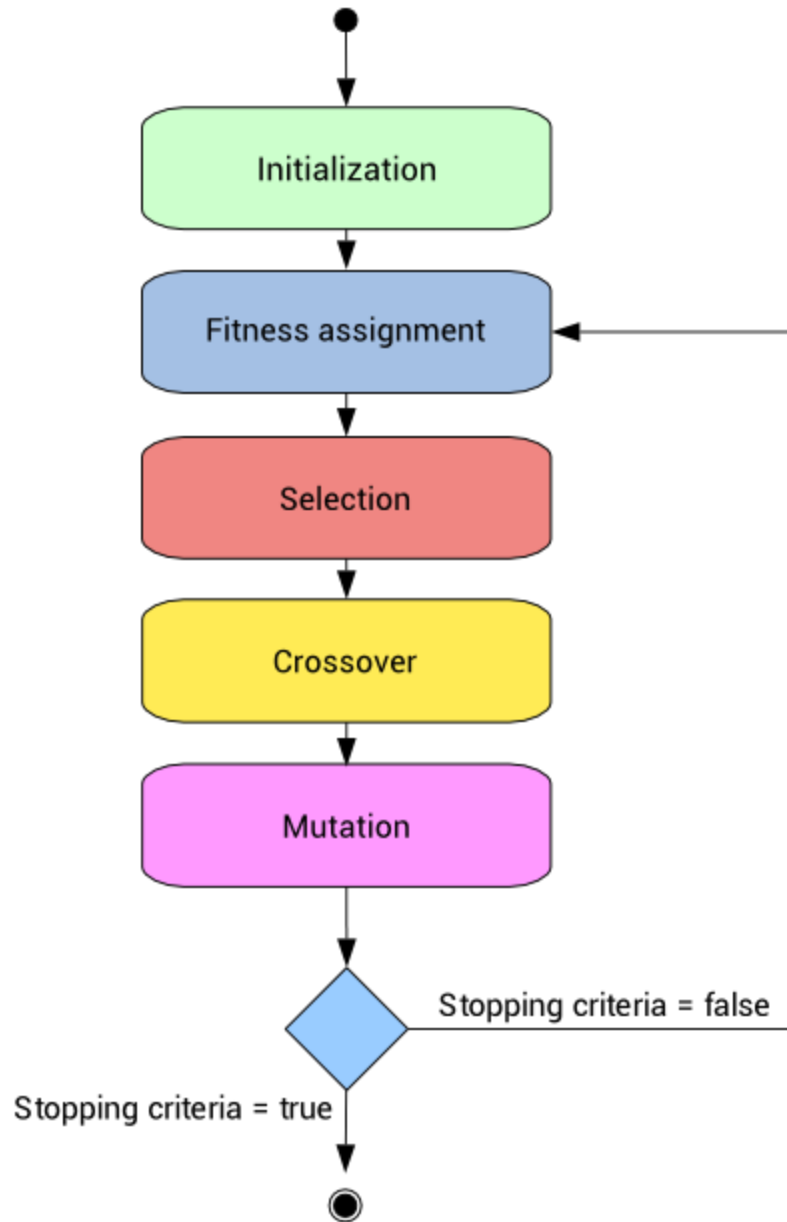 Initialization
Fitness assignment
Selection
Crossover
Mutation
Stopping criteria = false
Stopping criteria = true